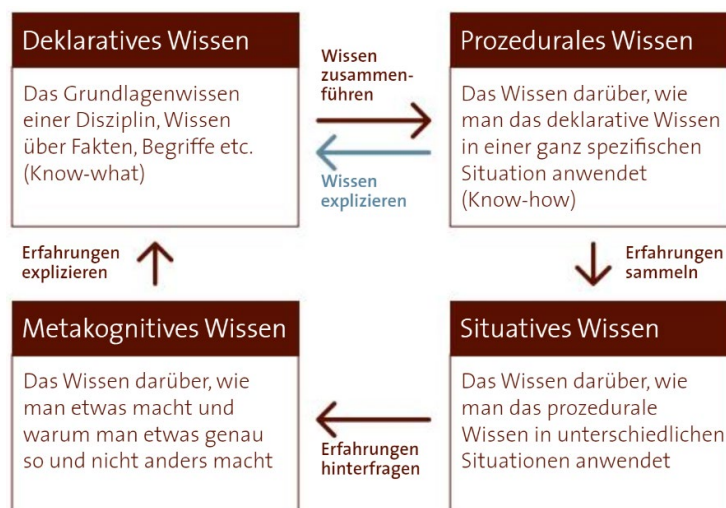 Deklaratives Wissen
Das Grundlagenwissen
einer Disziplin, Wissen
über Fakten, Begriffe etc.
(Know-what)
Wissen
zusammen-
führen
Wissen
explizieren
Prozedurales Wissen
Das Wissen darüber, wie
man das deklarative Wissen
in einer ganz spezifischen
Situation anwendet
(Know-how)
Erfahrungen
explizieren
Erfahrungen
sammeln
Metakognitives Wissen
Das Wissen darüber, wie
man etwas macht und
warum man etwas genau
so und nicht anders macht
Erfahrungen
hinterfragen
Situatives Wissen
Das Wissen darüber, wie
man das prozedurale
Wissen in unterschiedlichen
Situationen anwendet